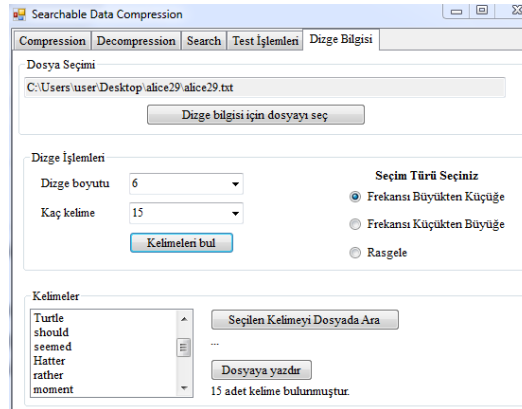 Searchable Data Compression
Compression Decompression Search Test İşlemleri Dizge Bilgisi
Dosya Seçimi
C:\Users\user\Desktop\alice29\alice29.txt
Dizge bilgisi için dosyayı seç
Dizge İşlemleri
Seçim Türü Seçiniz
Dizge boyutu 6
Frekansı Büyükten Küçüğe
Kaç kelime 15
Frekansı Küçükten Büyüğe
Kelimeleri bul
Rasgele
Kelimeler
Turtle
should
seemed
Hatter
rather
moment
Seçilen Kelimeyi Dosyada Ara
...
Dosyaya yazdır
15 adet kelime bulunmuştur.